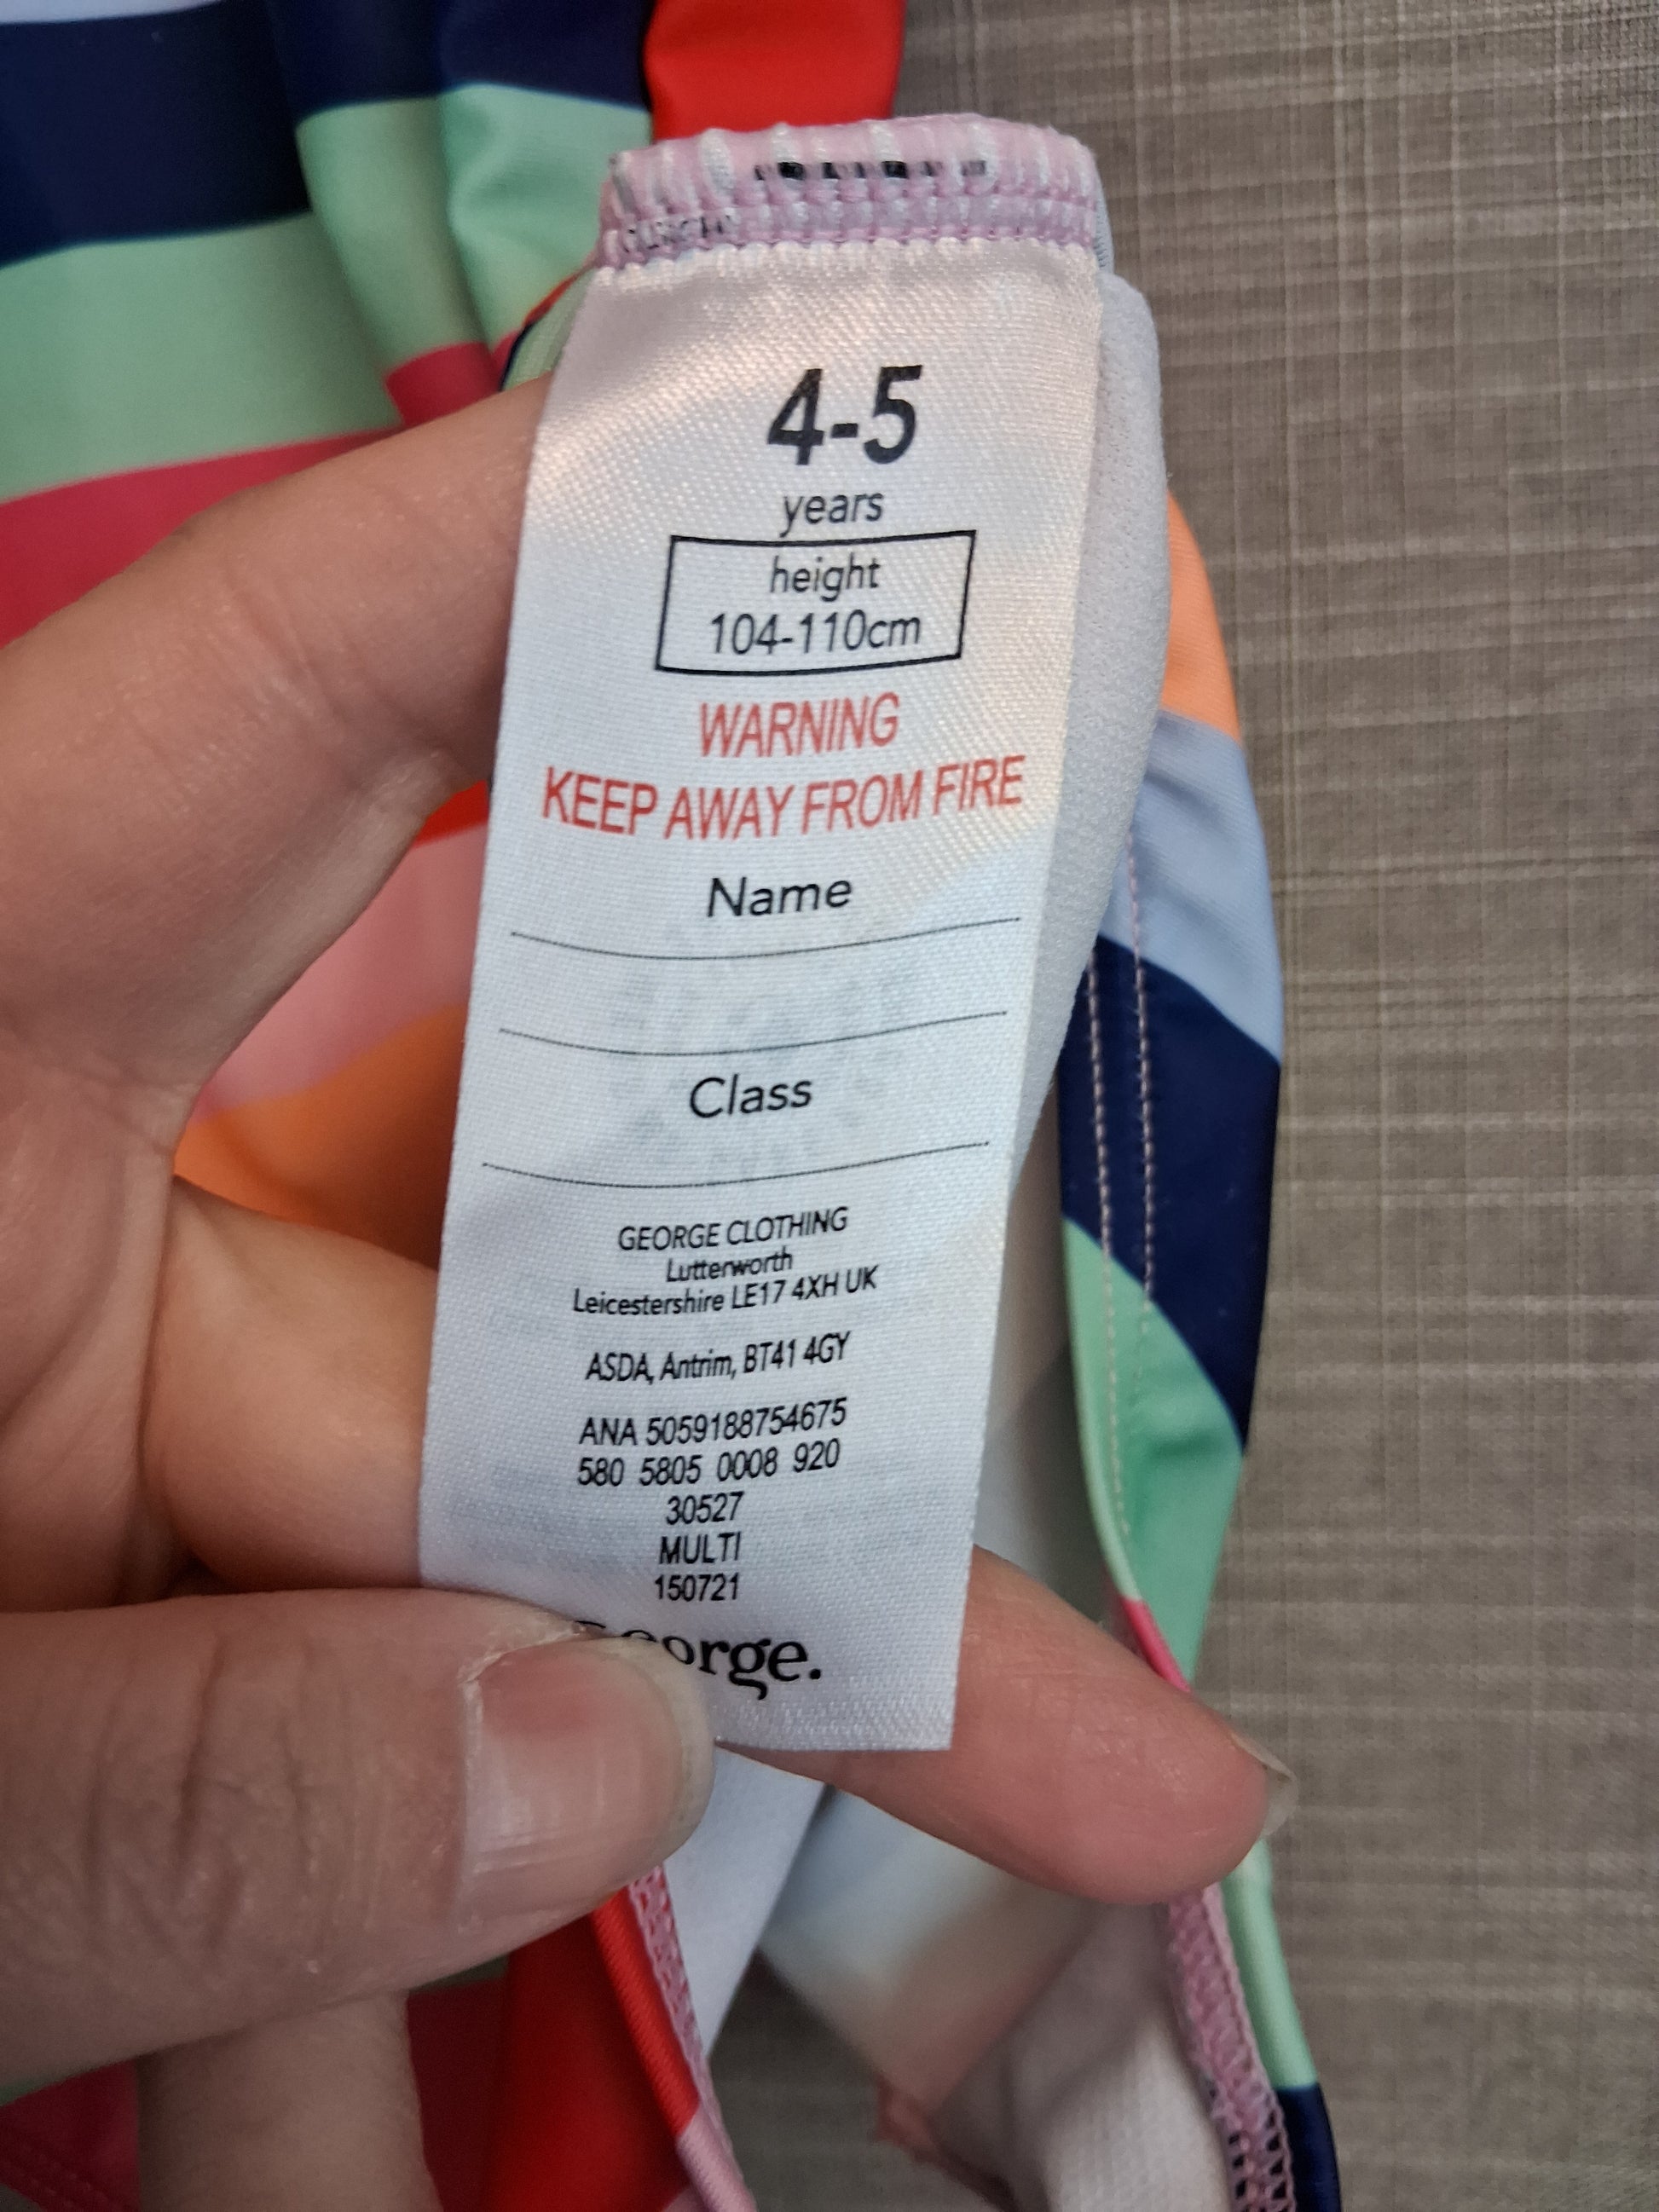 4-5
years
height
104-110cm
WARNING
KEEP AWAY FROM FIRE
Name
Class
GEORGE CLOTHING
Lutterworth
Leicestershire LE17 4XH UK
ASDA, Antrim, BT41 4GY
ANA 5059188754675
580 5805 0008 920
30527
MULTI
150721
George.